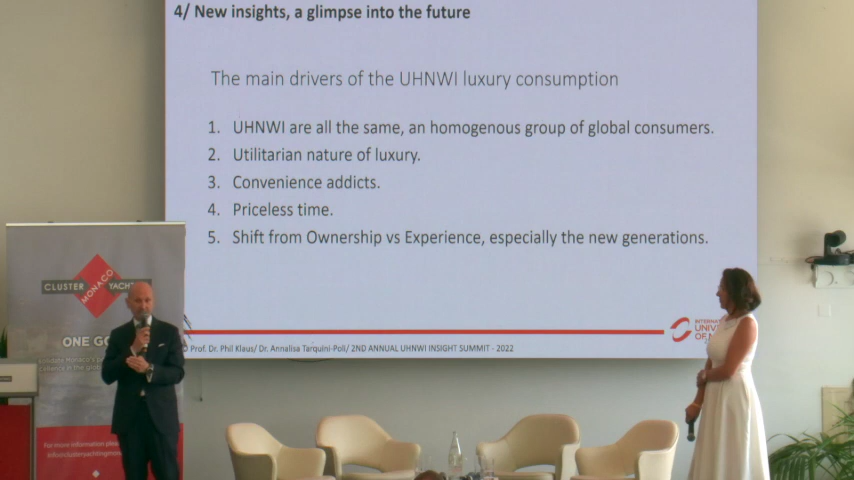 4/ New insights, a glimpse into the future
The main drivers of the UHNWI luxury consumption
1. UHNWI are all the same, an homogenous group of global consumers.
2. Utilitarian nature of luxury.
3. Convenience addicts.
4. Priceless time.
5. Shift from Ownership vs Experience, especially the new generations.
Prof. Dr. Phil Klaus/ Dr. Annalisa Tarquini-Poli/ 2ND ANNUAL UHNWI INSIGHT SUMMIT - 2022
CLUSTER
MONACO
ONE
For more information